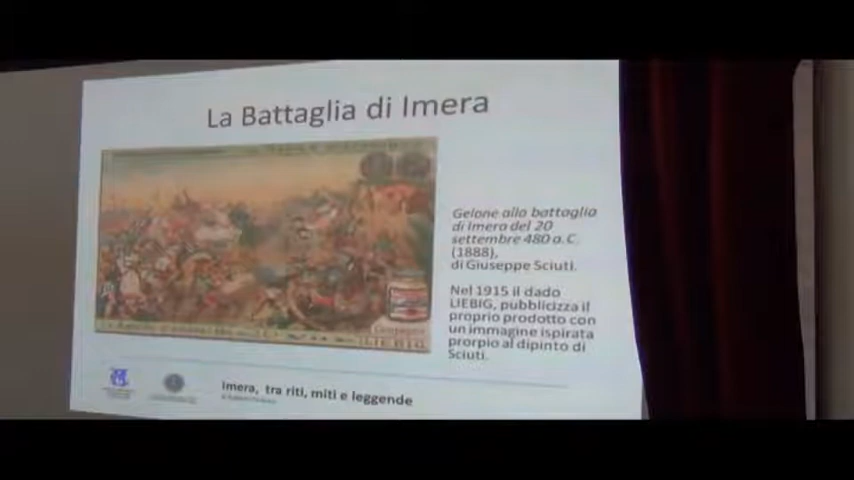 La Battaglia di Imera
Gelone alla battaglia
di Imera del 20
settembre 480 a.C.
(1888),
di Giuseppe Sciuti.
Nel 1915 il dado
LIEBIG, pubblicizza il
proprio prodotto con
un immagine ispirata
prorpio al dipinto di
Sciuti.
LIEBIG
Imera, tra riti, miti e leggende